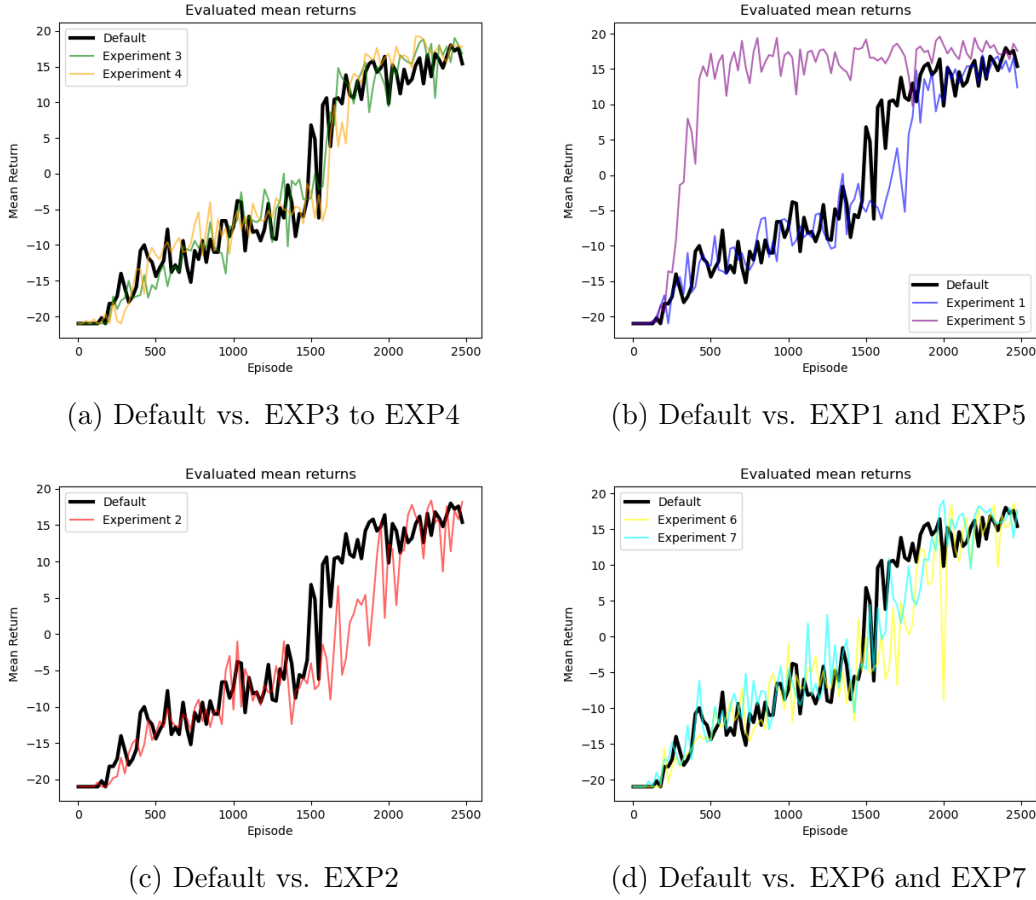 Evaluated mean returns
Default
Experiment 3
Experiment 4
Mean Return
20
15
10
5
0
−5
−10
−15
−20
0 500 1000 1500 2000 2500
Episode
(a) Default vs. EXP3 to EXP4
Evaluated mean returns
Default
Experiment 1
Experiment 5
Mean Return
20
15
10
5
0
−5
−10
−15
−20
0 500 1000 1500 2000 2500
Episode
(b) Default vs. EXP1 and EXP5
Evaluated mean returns
Default
Experiment 2
Mean Return
20
15
10
5
0
−5
−10
−15
−20
0 500 1000 1500 2000 2500
Episode
(c) Default vs. EXP2
Evaluated mean returns
Default
Experiment 6
Experiment 7
Mean Return
20
15
10
5
0
−5
−10
−15
−20
0 500 1000 1500 2000 2500
Episode
(d) Default vs. EXP6 and EXP7